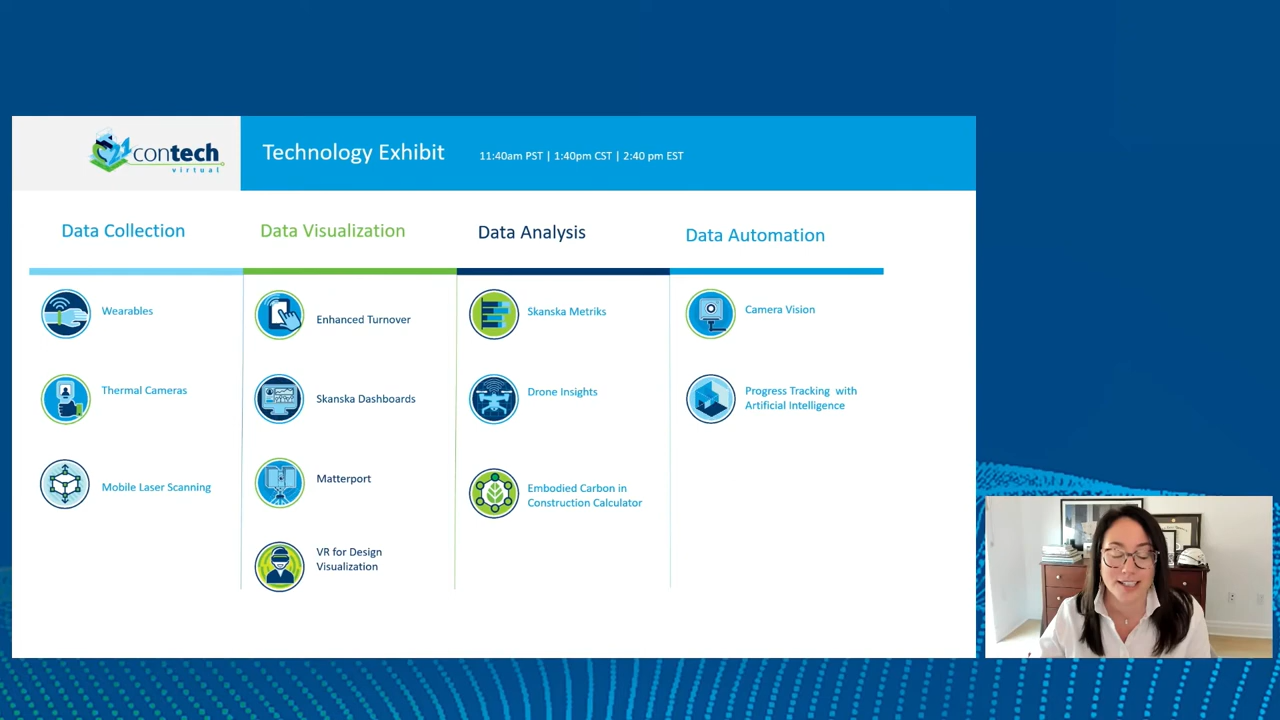 contech
virtual
Technology Exhibit
11:40am PST | 1:40pm CST | 2:40 pm EST
Data Collection
Wearables
Thermal Cameras
Mobile Laser Scanning
Data Visualization
Enhanced Turnover
Skanska Dashboards
Matterport
VR for Design
Visualization
Data Analysis
Skanska Metriks
Drone Insights
Embodied Carbon in
Construction Calculator
Data Automation
Camera Vision
Progress Tracking with
Artificial Intelligence